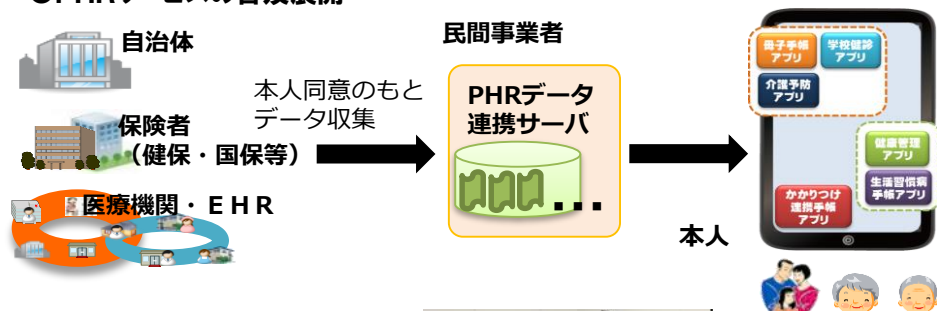 自治体
民間事業者
本人同意のもと
データ収集
保険者
(健保・国保等)
医療機関・ＥＨＲ
PHRデータ
連携サーバ
...
母子手帳
アプリ
学校健診
アプリ
介護予防
アプリ
健康管理
アプリ
生活習慣病
手帳アプリ
かかりつけ
連携手帳
アプリ
本人